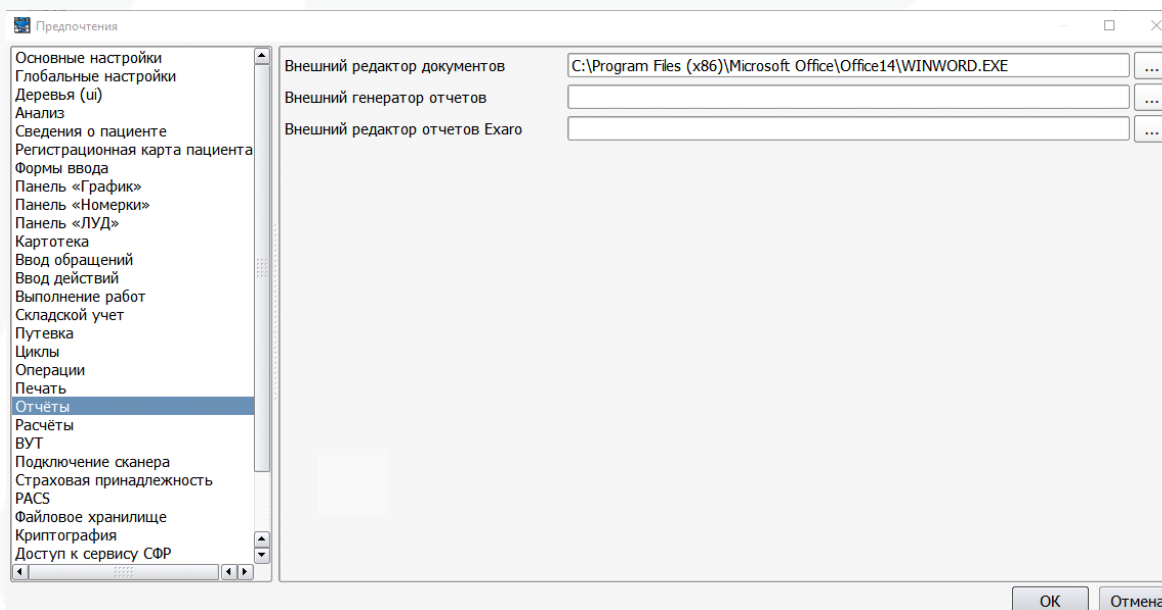 Предпочтения
Основные настройки
Глобальные настройки
Деревья (ui)
Анализ
Сведения о пациенте
Регистрационная карта пациента
Формы ввода
Панель «График»
Панель «Номерки»
Панель «ЛУД»
Картотека
Ввод обращений
Ввод действий
Выполнение работ
Складской учет
Путевка
Циклы
Операции
Печать
Отчёты
Расчёты
ВУТ
Подключение сканера
Страховая принадлежность
PACS
Файловое хранилище
Криптография
Доступ к сервису СФР
Внешний редактор документов C:\Program Files (x86)\Microsoft Office\Office14\WINWORD.EXE ...
Внешний генератор отчетов ...
Внешний редактор отчетов Exaro ...
ОК Отмена